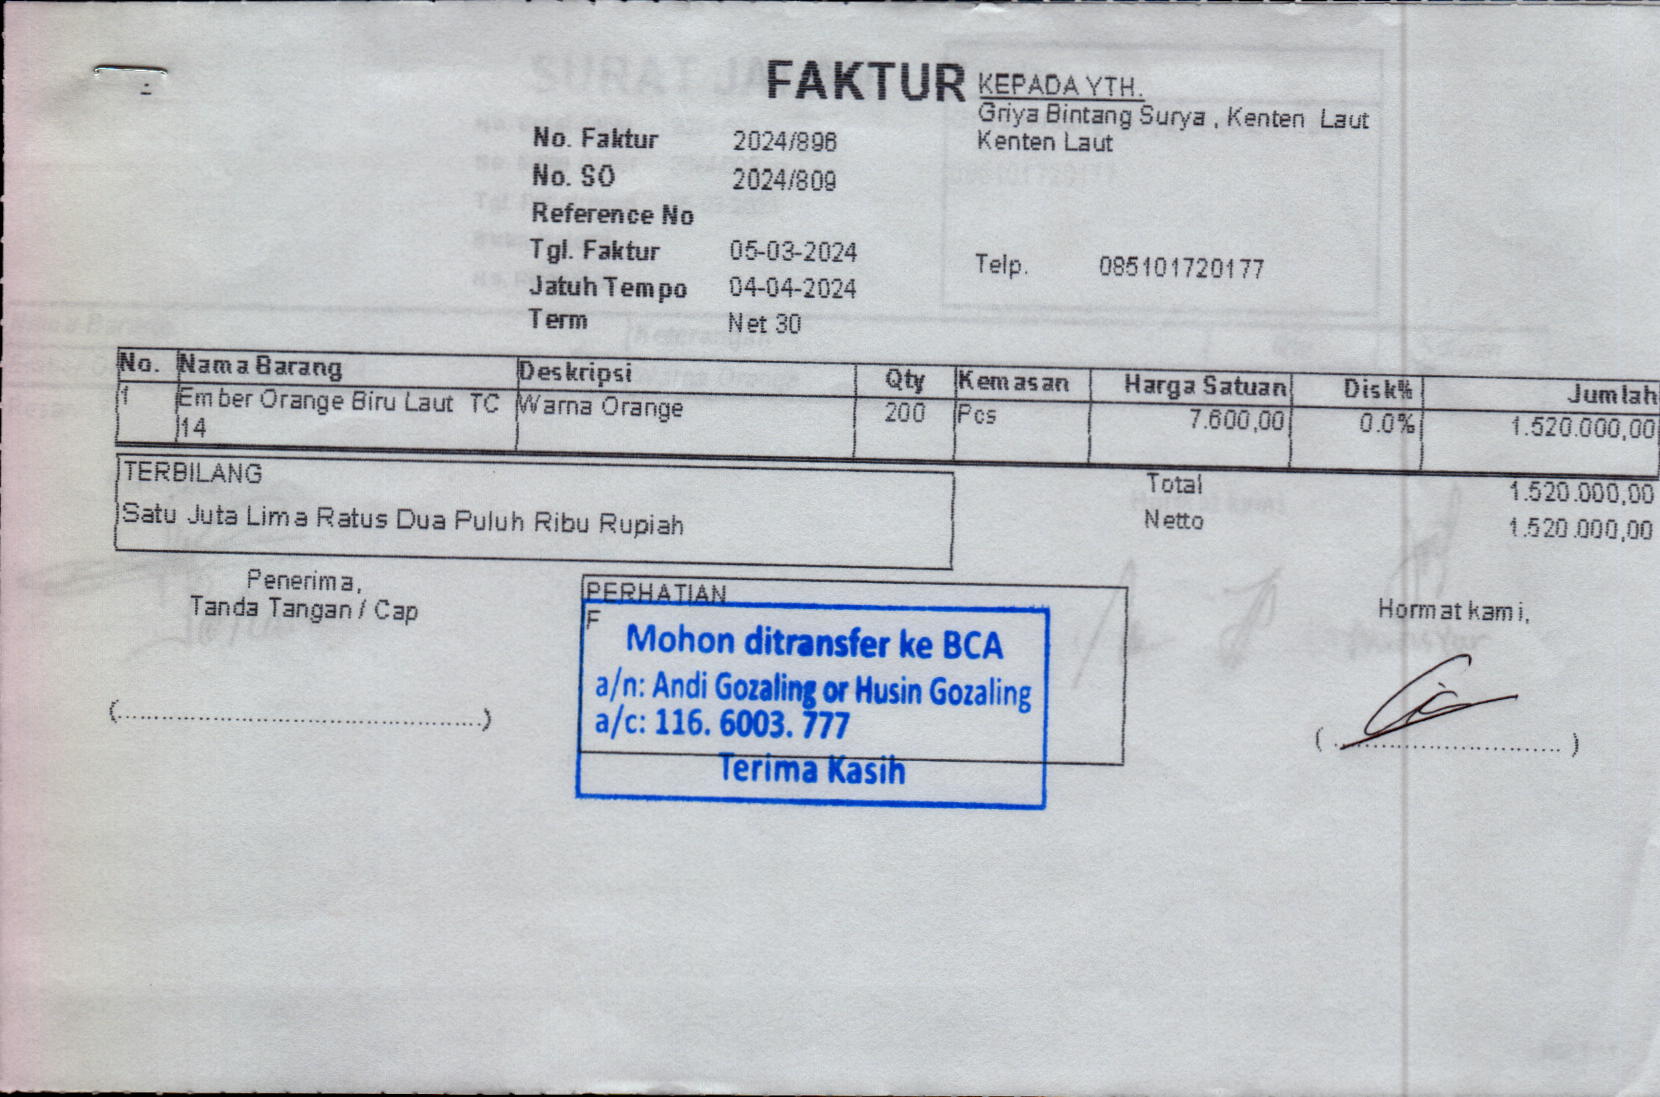 FAKTUR
KEPADA YTH.
Griya Bintang Surya , Kenten Laut
Kenten Laut
No. Faktur 2024/896
No. SO 2024/809
Reference No
Tgl. Faktur 05-03-2024
Telp. 085101720177
Jatuh Tempo 04-04-2024
Term Net 30
No. Nama Barang Deskripsi Qty Kemasan Harga Satuan Disk% Jumlah
1 Ember Orange Biru Laut TC Warna Orange 200 Pcs 7.600,00 0.0% 1.520.000,00
14
TERBILANG
Satu Juta Lima Ratus Dua Puluh Ribu Rupiah
Total 1.520.000,00
Netto 1.520.000,00
Penerima,
Tanda Tangan / Cap
(................................................)
PERHATIAN
F
Mohon ditransfer ke BCA
a/n: Andi Gozaling or Husin Gozaling
a/c: 116. 6003. 777
Terima Kasih
Hormat kami,
( .............................. )